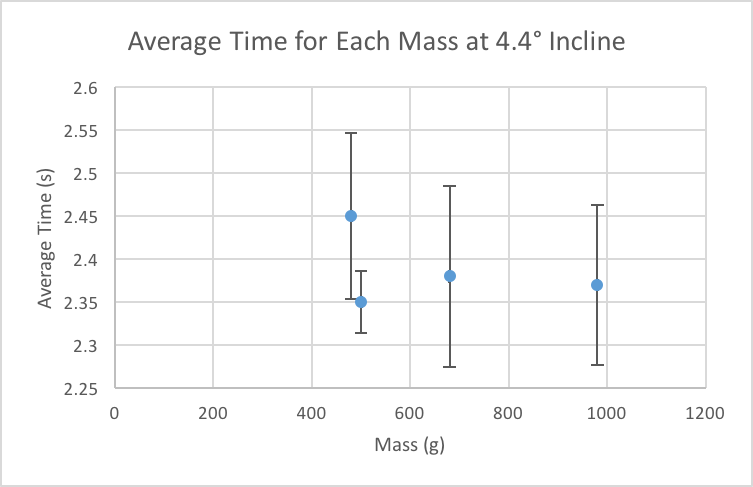 Average Time for Each Mass at 4.4° Incline
2.6
2.55
2.5
2.45
2.4
2.35
2.3
2.25
Average Time (s)
0 200 400 600 800 1000 1200
Mass (g)